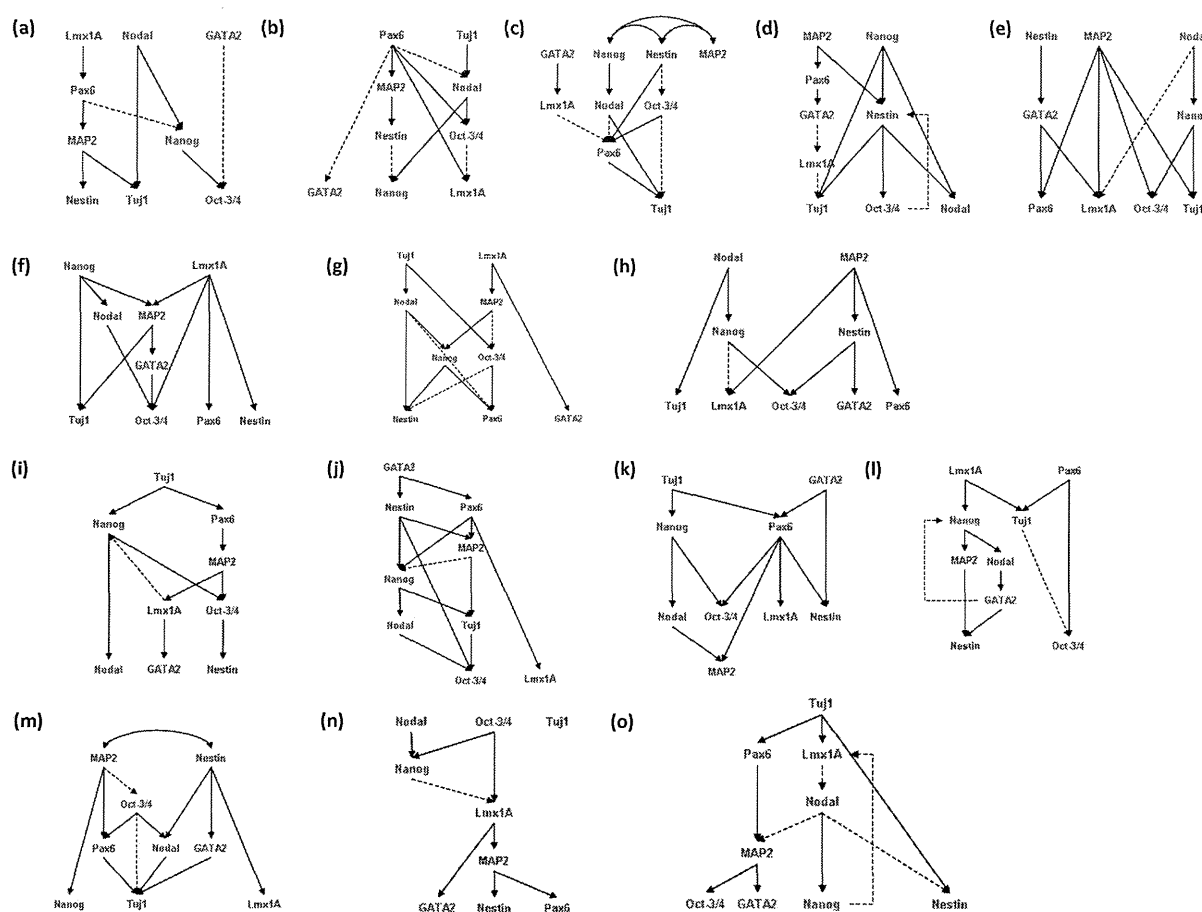 (a)
Lmx1A Nodal GATA2
Pax6
MAP2 Nanog
Nestin Tuj1 Oct-3/4
(b)
Pax6 Tuj1
MAP2 Nodal
Nestin Oct-3/4
GATA2 Nanog Lmx1A
(c)
GATA2 Nanog Nestin MAP2
Lmx1A Nodal Oct-3/4
Pax6
Tuj1
(d)
MAP2 Nanog
Pax6
GATA2 Nestin
Lmx1A
Tuj1 Oct-3/4 Nodal
(e)
Nestin MAP2 Noda
GATA2 Nano
Pax6 Lmx1A Oct-3/4 Tuj1
(f)
Nanog Lmx1A
Nodal MAP2
GATA2
Tuj1 Oct-3/4 Pax6 Nestin
(g)
Tuj1 Lmx1A
Nodal MAP2
Nanog Oct-3/4
Nestin Pax6 GATA2
(h)
Nodal MAP2
Nanog Nestin
Tuj1 Lmx1A Oct-3/4 GATA2 Pax6
(i)
Tuj1
Nanog Pax6
MAP2
Lmx1A Oct-3/4
Nodal GATA2 Nestin
(j)
GATA2
Nestin Pax6
MAP2
Nanog
Nodal Tuj1
Oct-3/4 Lmx1A
(k)
Tuj1 GATA2
Nanog Pax6
Nodal Oct-3/4 Lmx1A Nestin
MAP2
(l)
Lmx1A Pax6
Nanog Tuj1
MAP2 Nodal
GATA2
Nestin Oct-3/4
(m)
MAP2 Nestin
Oct-3/4
Pax6 Nodal GATA2
Nanog Tuj1 Lmx1A
(n)
Nodal Oct-3/4 Tuj1
Nanog
Lmx1A
MAP2
GATA2 Nestin Pax6
(o)
Tuj1
Pax6 Lmx1A
Nodal
MAP2
Oct-3/4 GATA2 Nanog Nestin